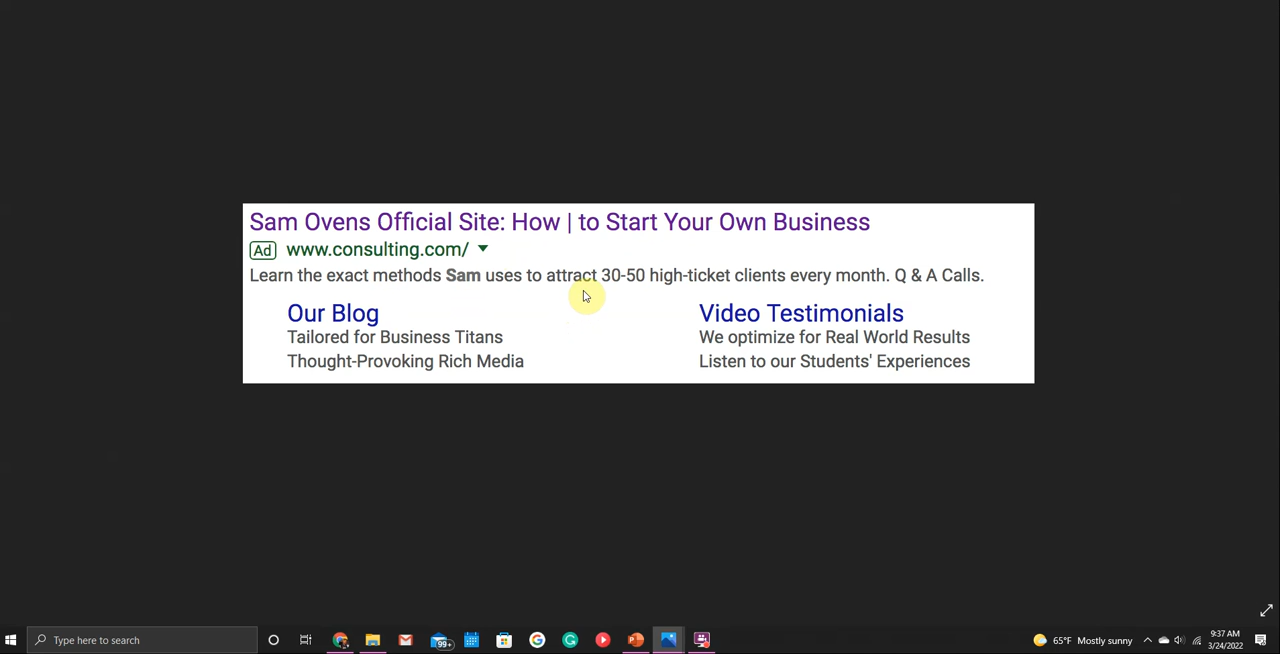 Sam Ovens Official Site: How | to Start Your Own Business
Ad www.consulting.com/
Learn the exact methods Sam uses to attract 30-50 high-ticket clients every month. Q & A Calls.
Our Blog
Tailored for Business Titans
Thought-Provoking Rich Media
Video Testimonials
We optimize for Real World Results
Listen to our Students' Experiences
Type here to search
99+
65°F Mostly sunny
9:37 AM
3/24/2022